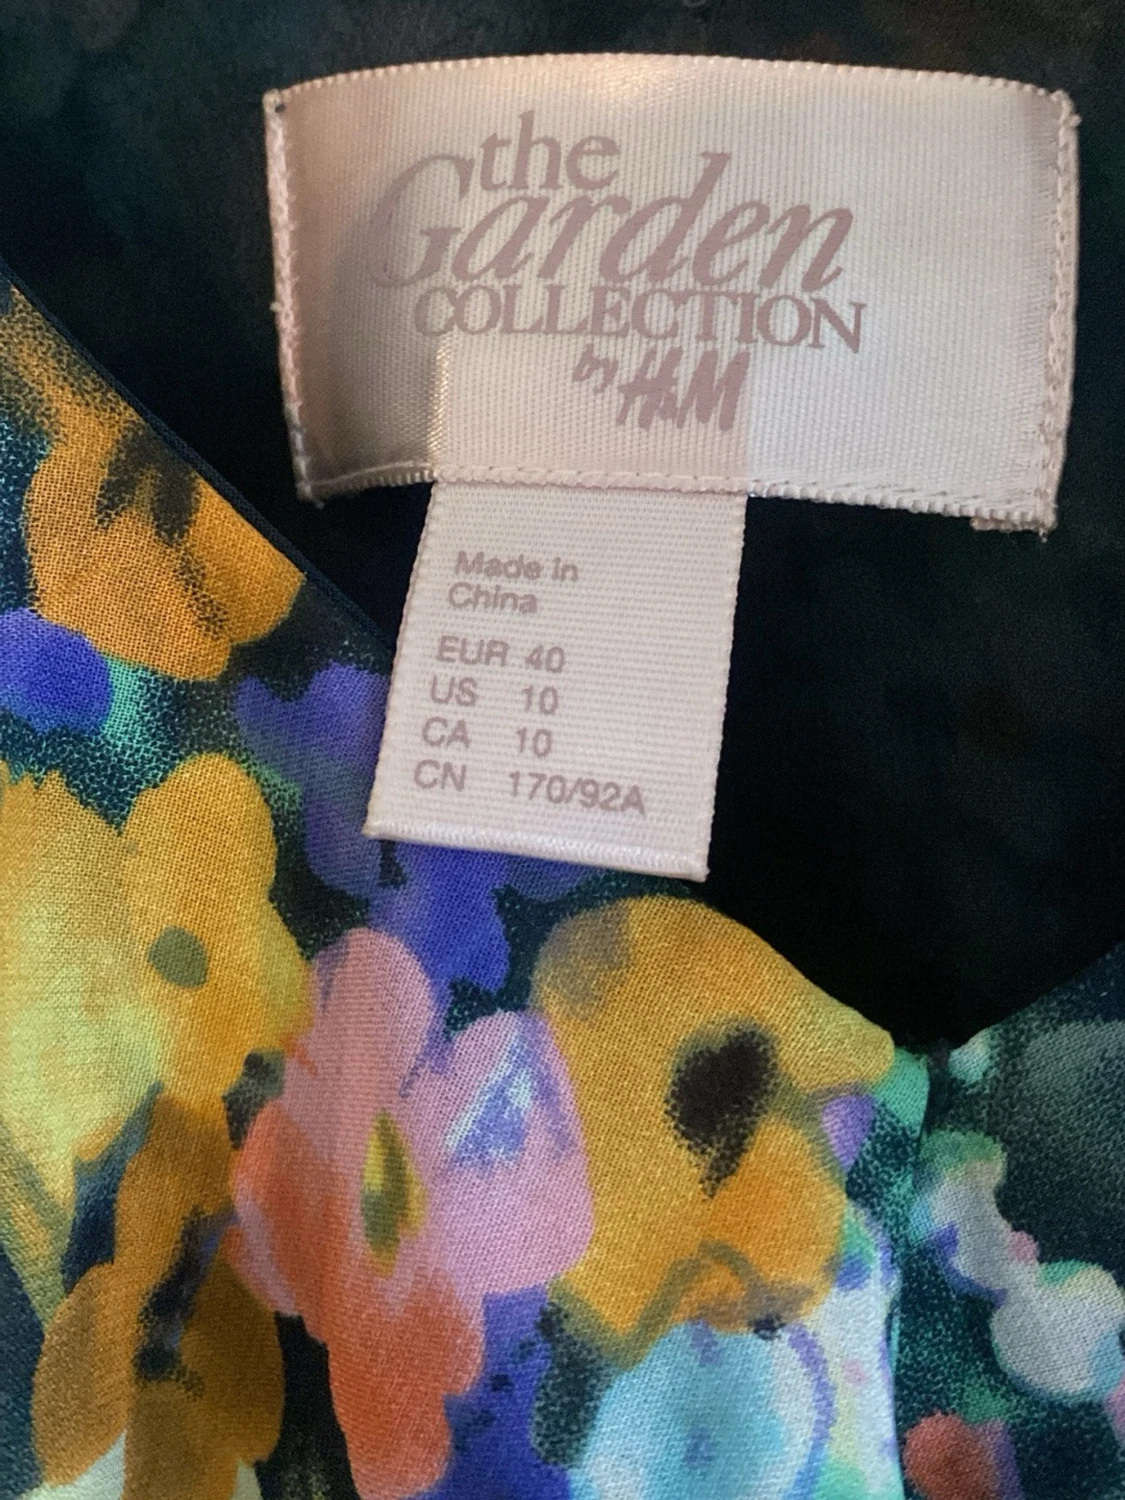 the
Garden
COLLECTION
by H&M
Made in
China
EUR 40
US 10
CA 10
CN 170/92A